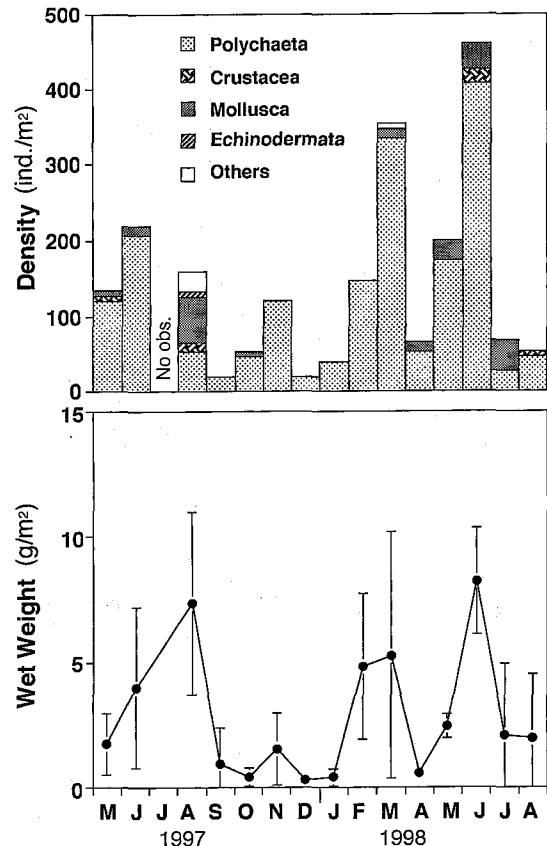 500
400
300
200
100
0
Density (ind./m²)
Polychaeta
Crustacea
Mollusca
Echinodermata
Others
No obs.
15
10
5
0
Wet Weight (g/m²)
M J J A S O N D J F M A M J J A
1997 1998